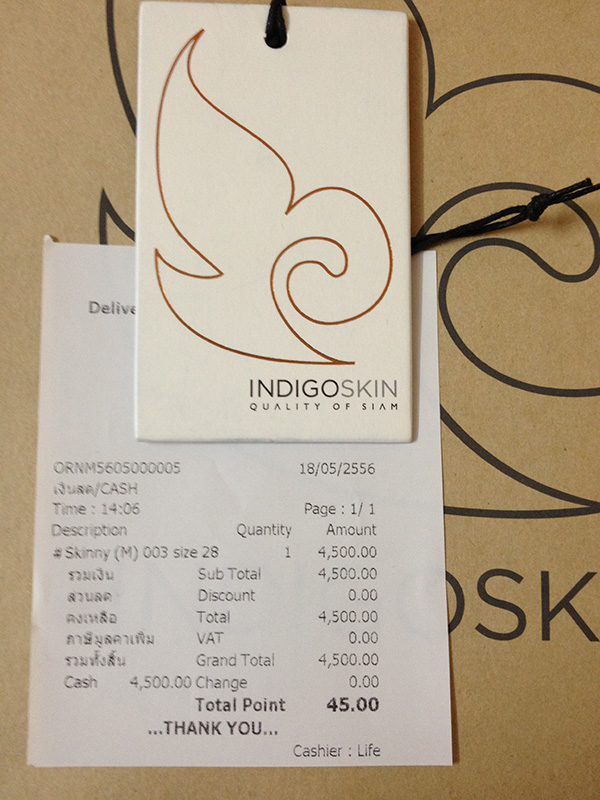 INDIGOSKIN
QUALITY OF SIAM
ORNM5605000005 18/05/2556
เงินสด/CASH
Time : 14:06 Page : 1/ 1
Description Quantity Amount
#Skinny (M) 003 size 28 1 4,500.00
รวมเงิน Sub Total 4,500.00
ส่วนลด Discount 0.00
คงเหลือ Total 4,500.00
ภาษีมูลค่าเพิ่ม VAT 0.00
รวมทั้งสิ้น Grand Total 4,500.00
Cash 4,500.00 Change 0.00
Total Point 45.00
...THANK YOU...
Cashier : Life